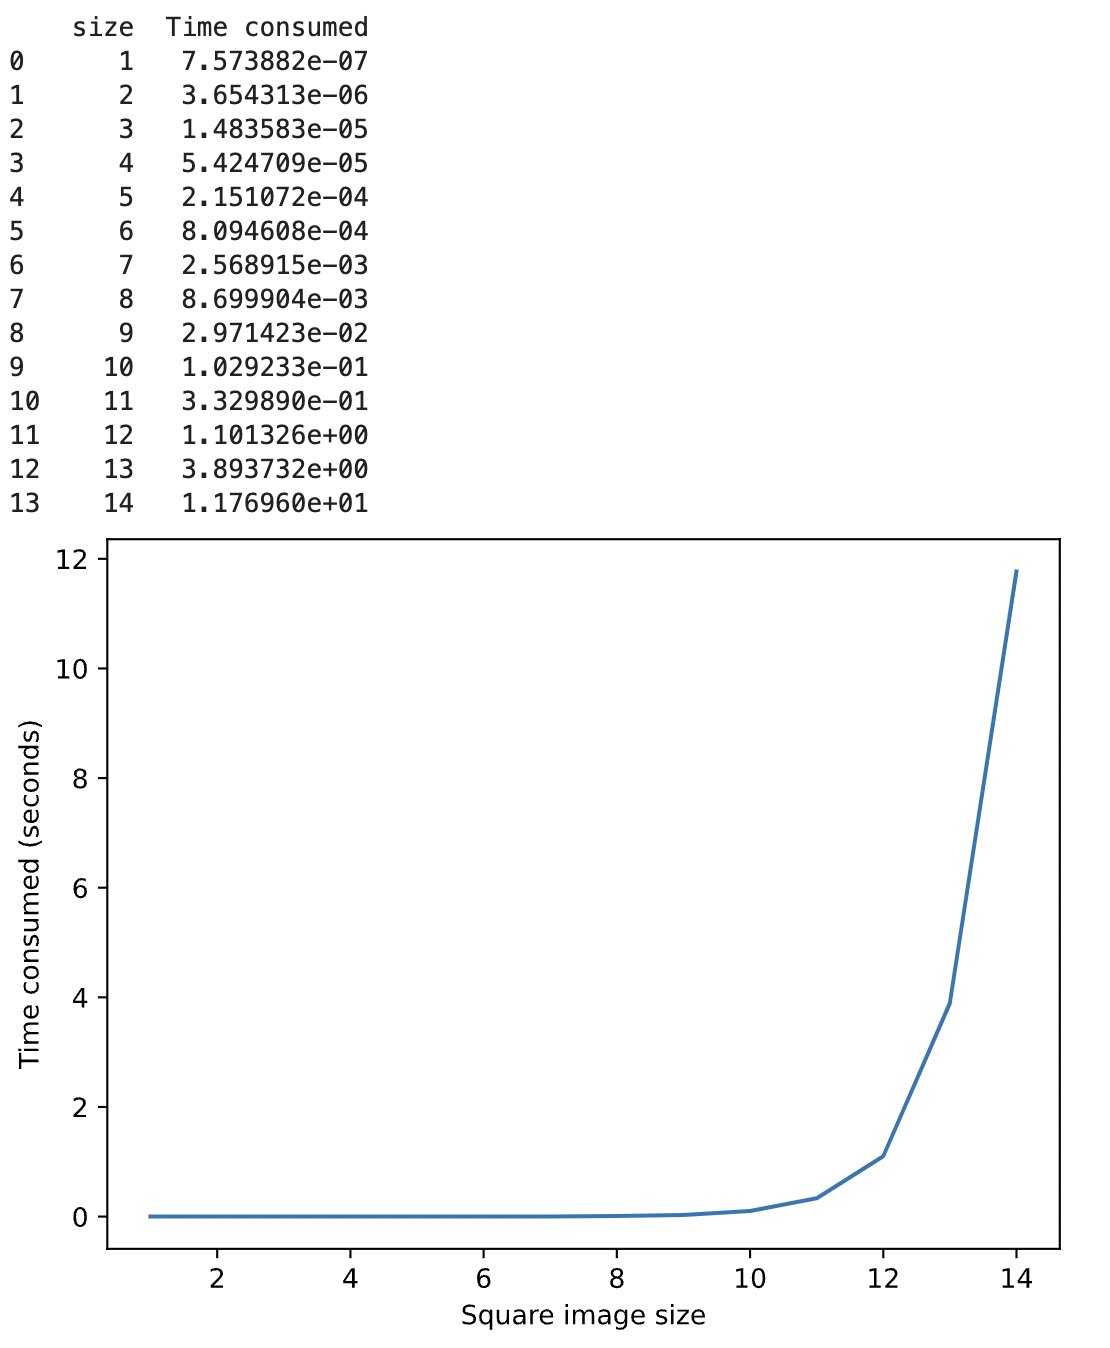 size Time consumed
0 1 7.573882e-07
1 2 3.654313e-06
2 3 1.483583e-05
3 4 5.424709e-05
4 5 2.151072e-04
5 6 8.094608e-04
6 7 2.568915e-03
7 8 8.699904e-03
8 9 2.971423e-02
9 10 1.029233e-01
10 11 3.329890e-01
11 12 1.101326e+00
12 13 3.893732e+00
13 14 1.176960e+01
12
10
8
6
4
2
0
Time consumed (seconds)
2 4 6 8 10 12 14
Square image size